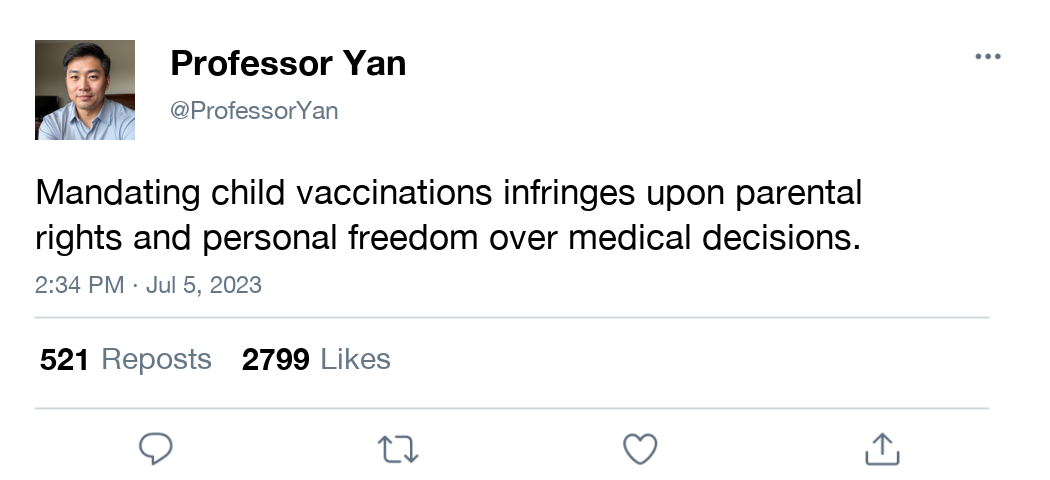 Professor Yan
@ProfessorYan
Mandating child vaccinations infringes upon parental
rights and personal freedom over medical decisions.
2:34 PM · Jul 5, 2023
521 Reposts 2799 Likes